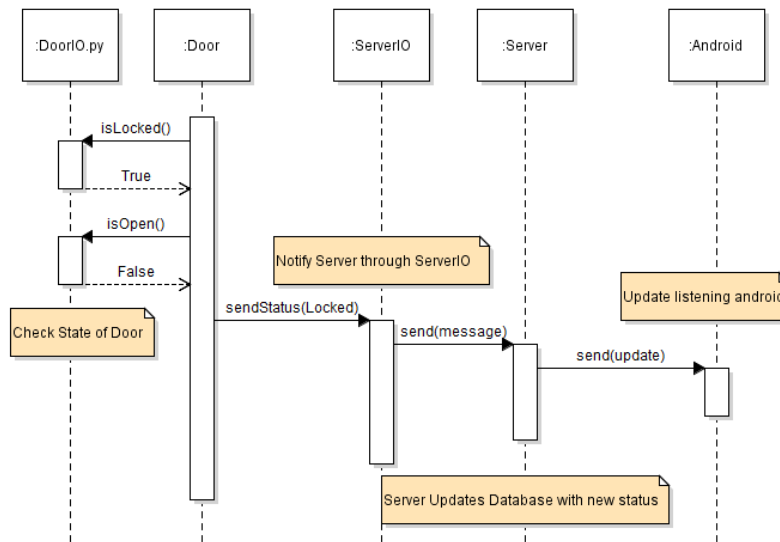 :DoorIO.py
:Door
:ServerIO
:Server
:Android
isLocked()
True
isOpen()
False
Notify Server through ServerIO
Update listening android
Check State of Door
sendStatus(Locked)
send(message)
send(update)
Server Updates Database with new status